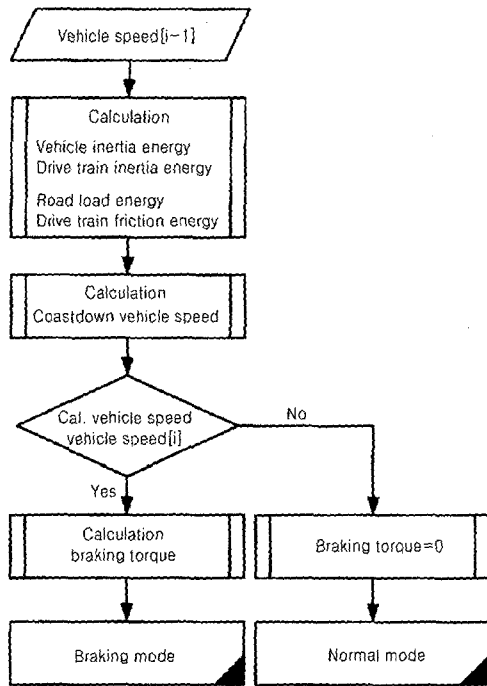 Vehicle speed[i-1]
Calculation
Vehicle inertia energy
Drive train inertia energy
Road load energy
Drive train friction energy
Calculation
Coastdown vehicle speed
Cal. vehicle speed
vehicle speed[i]
No
Yes
Calculation
braking torque
Braking torque=0
Braking mode
Normal mode